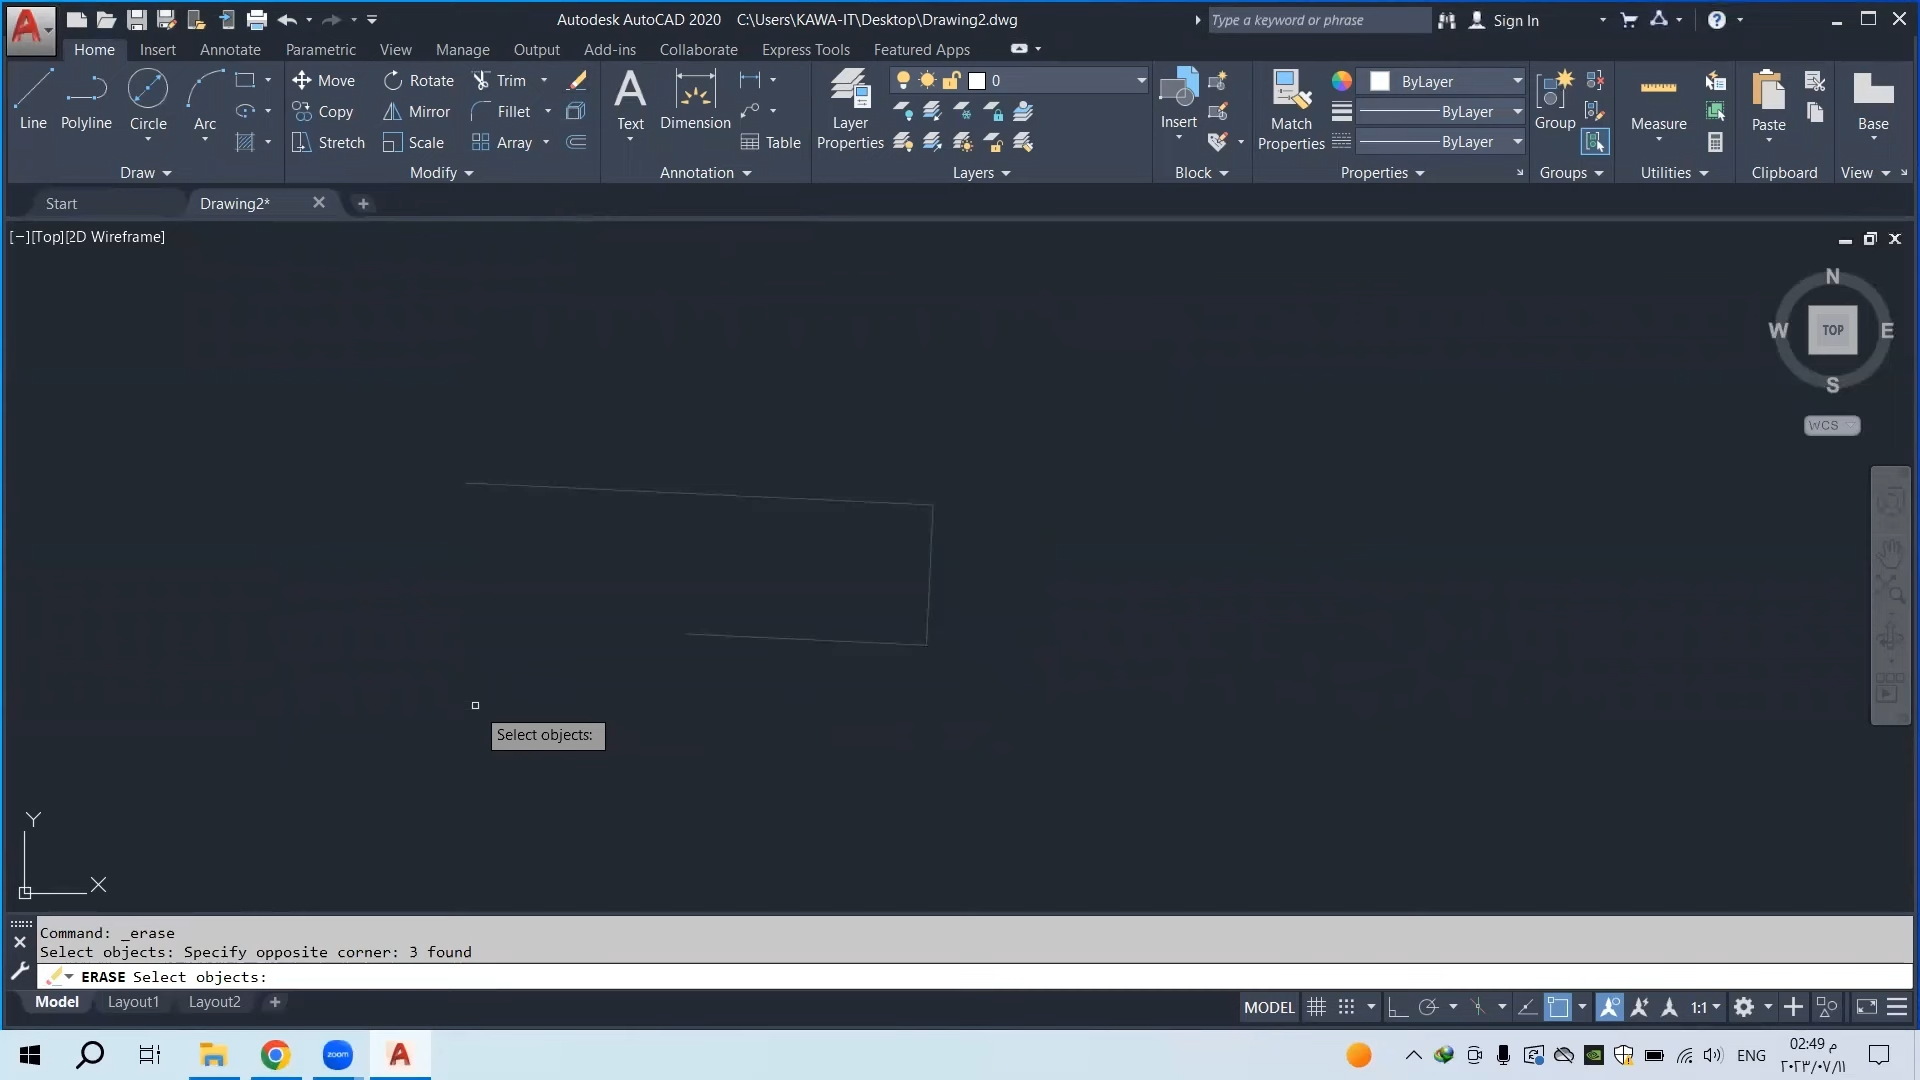 Autodesk AutoCAD 2020 C:\Users\KAWA-IT\Desktop\Drawing2.dwg
Type a keyword or phrase
Sign In
Home Insert Annotate Parametric View Manage Output Add-ins Collaborate Express Tools Featured Apps
Line Polyline Circle Arc
Move Rotate Trim
Copy Mirror Fillet
Stretch Scale Array
Text Dimension Table
Layer Properties
0
Insert
Match Properties
ByLayer
ByLayer
ByLayer
Group Measure Paste Base
Draw Modify Annotation Layers Block Properties Groups Utilities Clipboard View
Start Drawing2*
[−][Top][2D Wireframe]
N
W TOP E
S
WCS
Select objects:
Y
X
Command: _erase
Select objects: Specify opposite corner: 3 found
ERASE Select objects:
Model Layout1 Layout2
MODEL 1:1
zoom
ENG
02:49 م
٢٠٢٣/٠٧/١١